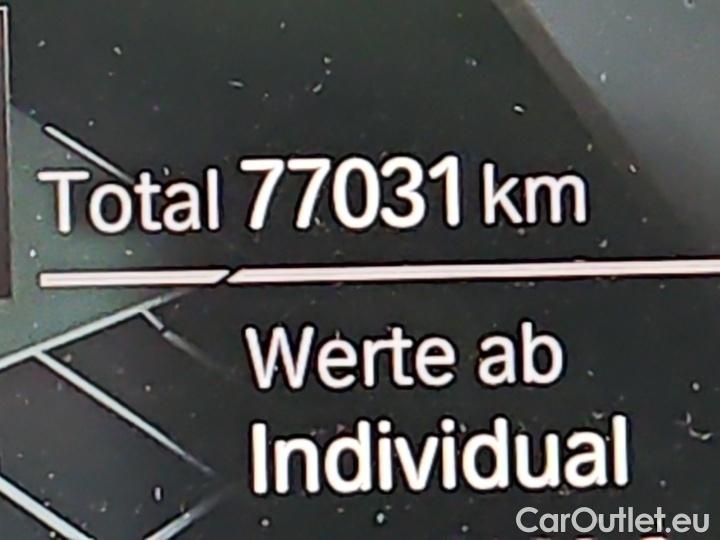 Total 77031 km
Werte ab
Individual
CarOutlet.eu